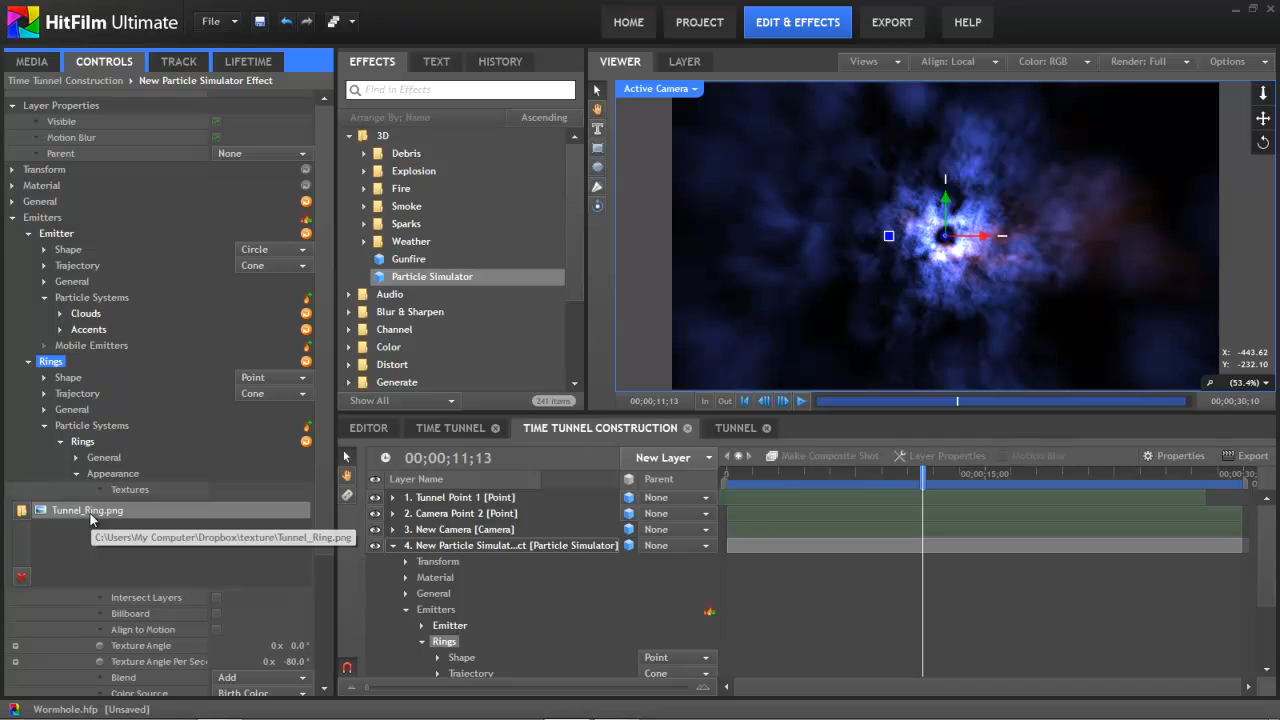 HitFilm Ultimate
File
HOME
PROJECT
EDIT & EFFECTS
EXPORT
HELP
MEDIA
CONTROLS
TRACK
LIFETIME
Time Tunnel Construction
New Particle Simulator Effect
Layer Properties
Visible
Motion Blur
Parent
None
Transform
Material
General
Emitters
Emitter
Shape
Circle
Trajectory
Cone
General
Particle Systems
Clouds
Accents
Mobile Emitters
Rings
Shape
Point
Trajectory
Cone
General
Particle Systems
Rings
General
Appearance
Textures
Tunnel_Ring.png
C:\Users\My Computer\Dropbox\texture\Tunnel_Ring.png
Intersect Layers
Billboard
Align to Motion
Texture Angle
0 x 0.0 °
Texture Angle Per Sec
0 x -80.0 °
Blend
Add
Color Source
Birth Color
EFFECTS
TEXT
HISTORY
Find in Effects
Arrange By: Name
Ascending
3D
Debris
Explosion
Fire
Smoke
Sparks
Weather
Gunfire
Particle Simulator
Audio
Blur & Sharpen
Channel
Color
Distort
Generate
Show All
241 items
VIEWER
LAYER
Views
Align: Local
Color: RGB
Render: Full
Options
Active Camera
X: -443.62
Y: -232.10
(53.4%)
00;00;11;13
In
Out
00;00;30;10
EDITOR
TIME TUNNEL
TIME TUNNEL CONSTRUCTION
TUNNEL
00;00;11;13
New Layer
Make Composite Shot
Layer Properties
Motion Blur
Properties
Export
Layer Name
Parent
0
00;00;15;00
00;00;30
1. Tunnel Point 1 [Point]
None
2. Camera Point 2 [Point]
None
3. New Camera [Camera]
None
4. New Particle Simulat...ct [Particle Simulator]
None
Transform
Material
General
Emitters
Emitter
Rings
Shape
Point
Trajectory
Cone
Wormhole.hfp
[Unsaved]